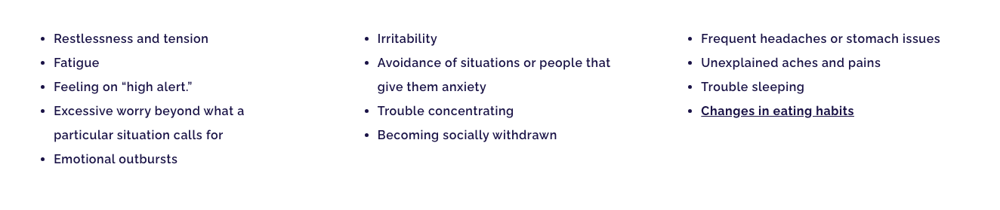 • Restlessness and tension
• Fatigue
• Feeling on “high alert.”
• Excessive worry beyond what a
particular situation calls for
• Emotional outbursts
• Irritability
• Avoidance of situations or people that
give them anxiety
• Trouble concentrating
• Becoming socially withdrawn
• Frequent headaches or stomach issues
• Unexplained aches and pains
• Trouble sleeping
• Changes in eating habits